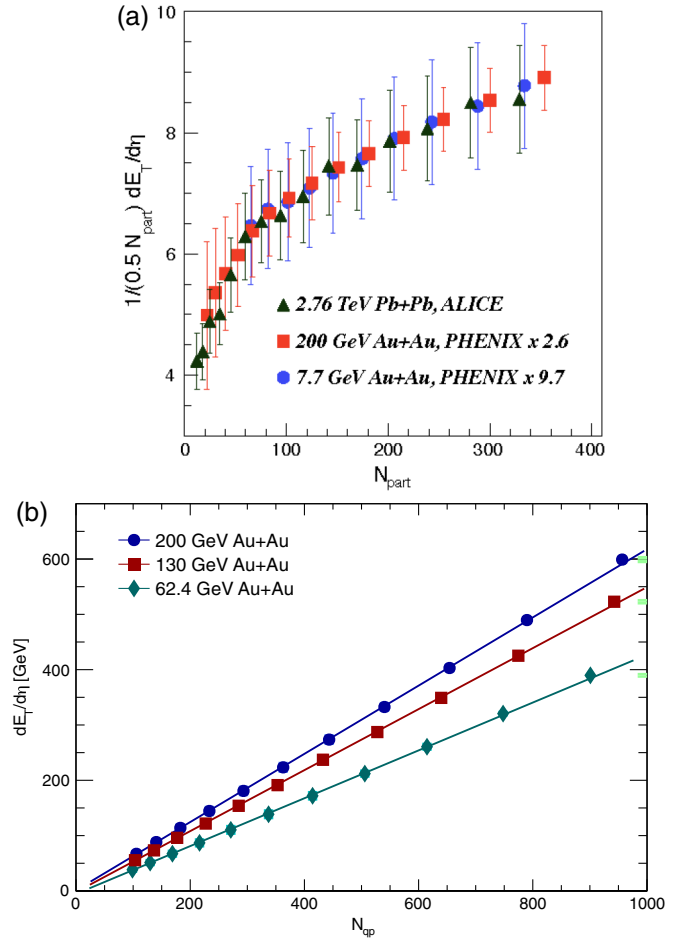 (a)
1/(0.5 N_part) dE_T/dη
8
6
4
2.76 TeV Pb+Pb, ALICE
200 GeV Au+Au, PHENIX x 2.6
7.7 GeV Au+Au, PHENIX x 9.7
0 100 200 300 400
N_part
(b)
dE_T/dη [GeV]
600
400
200
0
200 GeV Au+Au
130 GeV Au+Au
62.4 GeV Au+Au
0 200 400 600 800 1000
N_qp